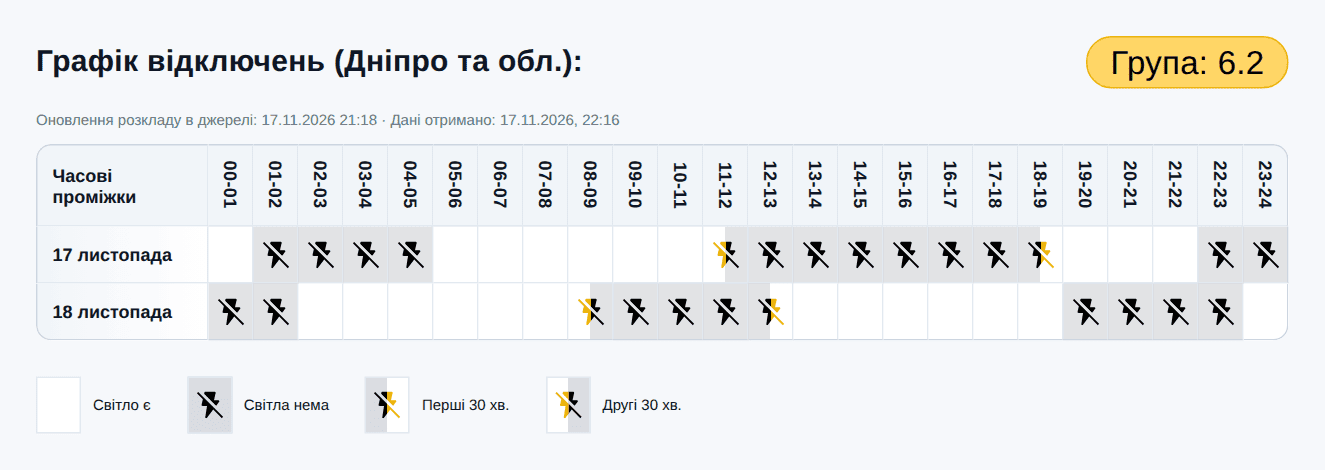 Графік відключень (Дніпро та обл.):
Група: 6.2
Оновлення розкладу в джерелі: 17.11.2026 21:18 · Дані отримано: 17.11.2026, 22:16
Часові
проміжки
00-01
01-02
02-03
03-04
04-05
05-06
06-07
07-08
08-09
09-10
10-11
11-12
12-13
13-14
14-15
15-16
16-17
17-18
18-19
19-20
20-21
21-22
22-23
23-24
17 листопада
18 листопада
Світло є
Світла нема
Перші 30 хв.
Другі 30 хв.